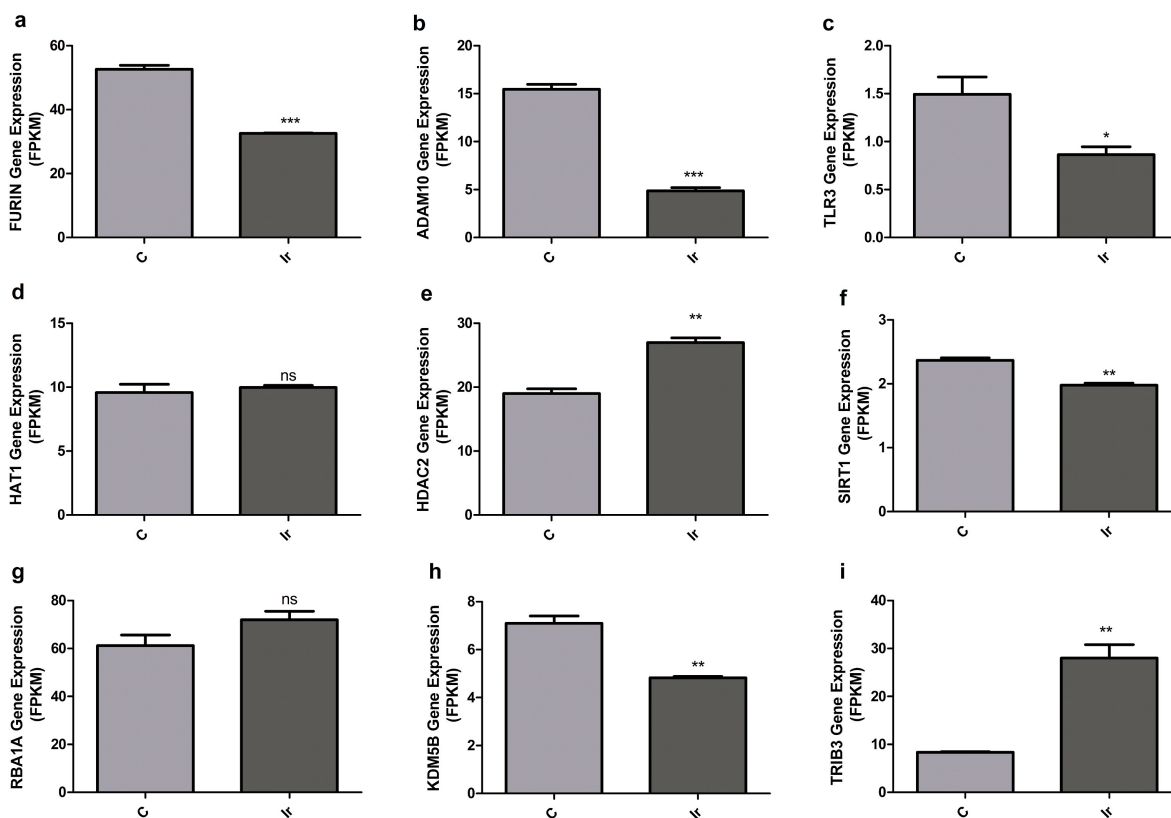 a
FURIN Gene Expression
(FPKM)
60
40
20
0
***
C
Ir
b
ADAM10 Gene Expression
(FPKM)
20
15
10
5
0
***
C
Ir
c
TLR3 Gene Expression
(FPKM)
2.0
1.5
1.0
0.5
0.0
*
C
Ir
d
HAT1 Gene Expression
(FPKM)
15
10
5
0
ns
C
Ir
e
HDAC2 Gene Expression
(FPKM)
30
20
10
0
**
C
Ir
f
SIRT1 Gene Expression
(FPKM)
3
2
1
0
**
C
Ir
g
RBA1A Gene Expression
(FPKM)
80
60
40
20
0
ns
C
Ir
h
KDM5B Gene Expression
(FPKM)
8
6
4
2
0
**
C
Ir
i
TRIB3 Gene Expression
(FPKM)
40
30
20
10
0
**
C
Ir